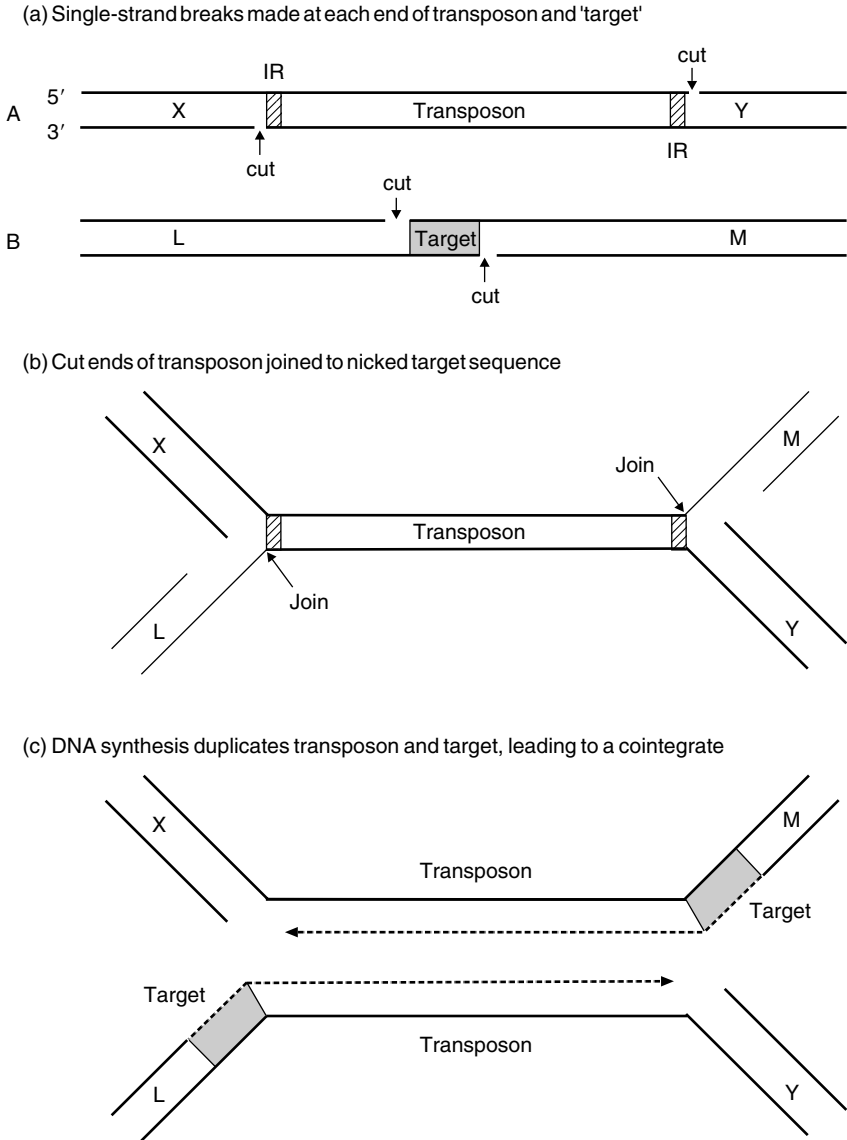 (a) Single-strand breaks made at each end of transposon and 'target'
cut
IR
5′
A X Transposon Y
3′
IR
cut
cut
B L Target M
cut
(b) Cut ends of transposon joined to nicked target sequence
X M
Join
Transposon
Join
L Y
(c) DNA synthesis duplicates transposon and target, leading to a cointegrate
X M
Transposon
Target
Target
Transposon
L Y